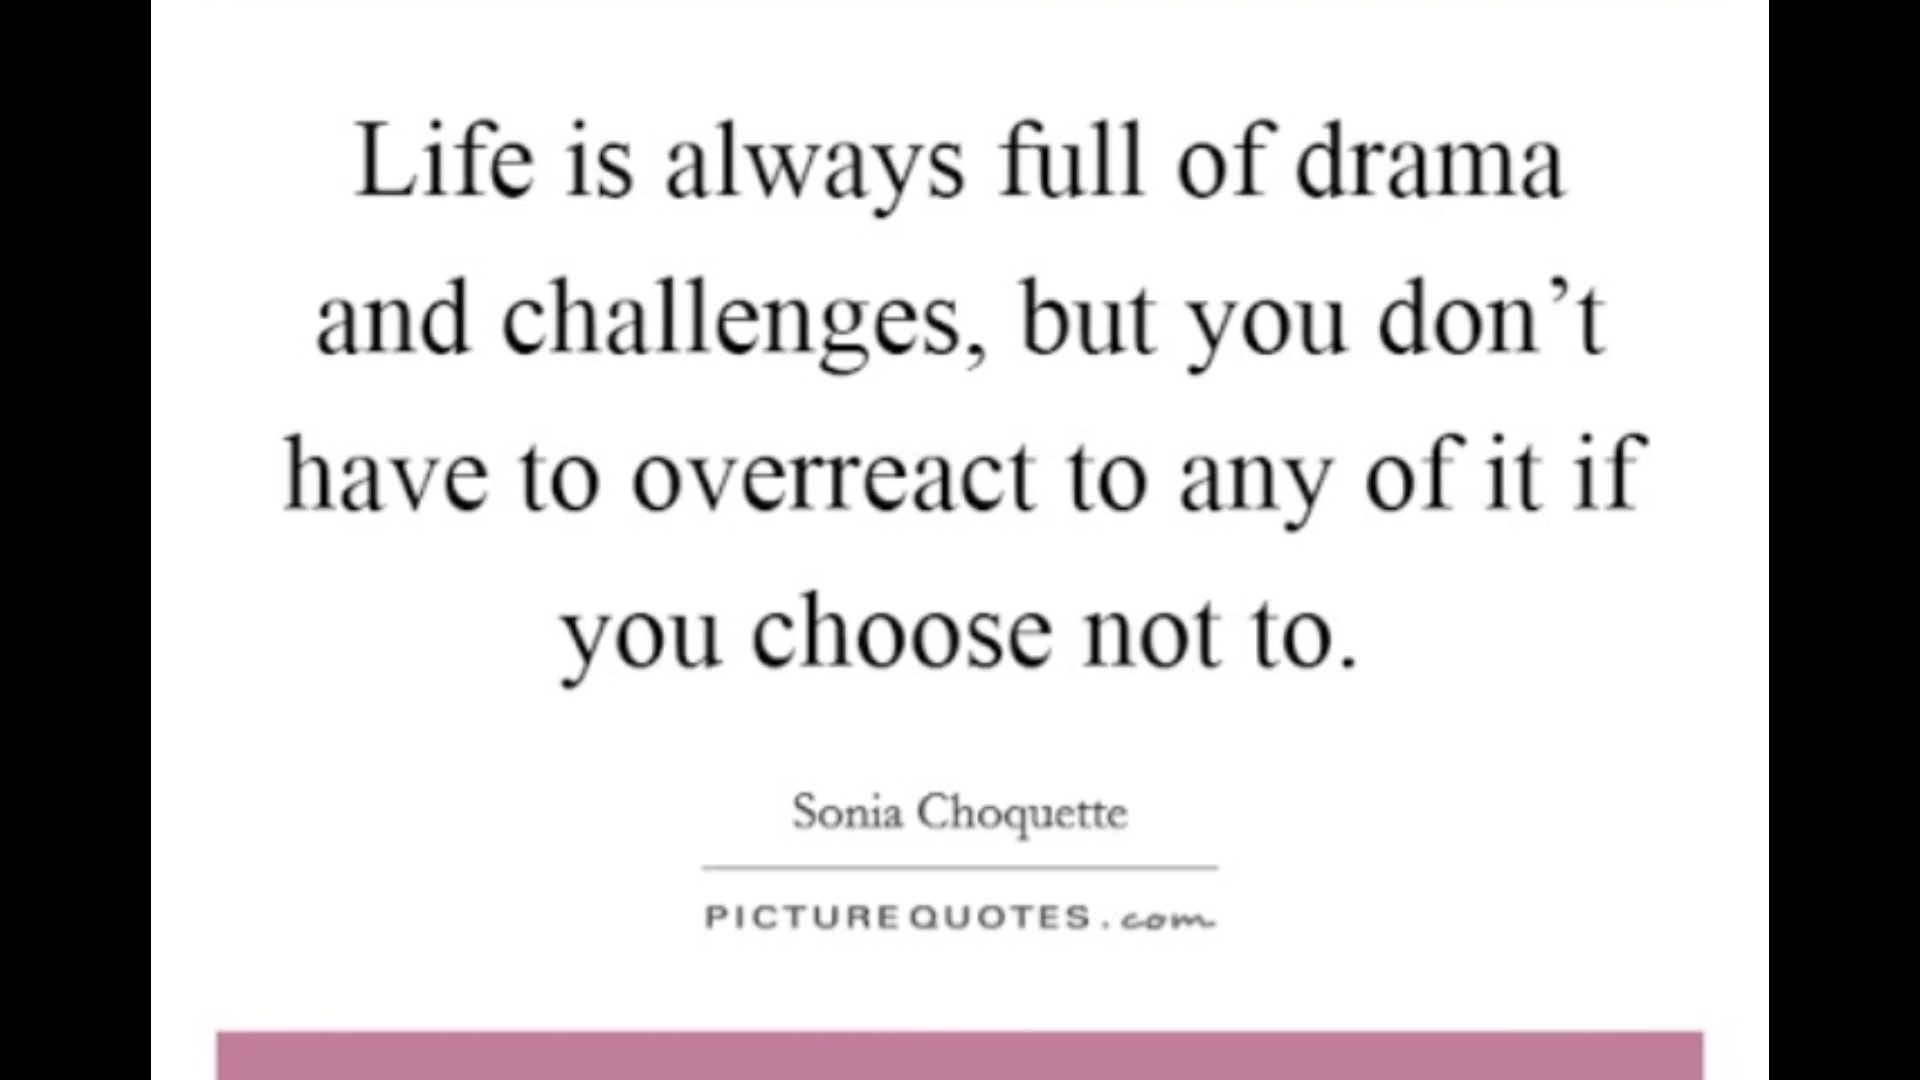 Life is always full of drama
and challenges, but you don’t
have to overreact to any of it if
you choose not to.
Sonia Choquette
PICTUREQUOTES.com